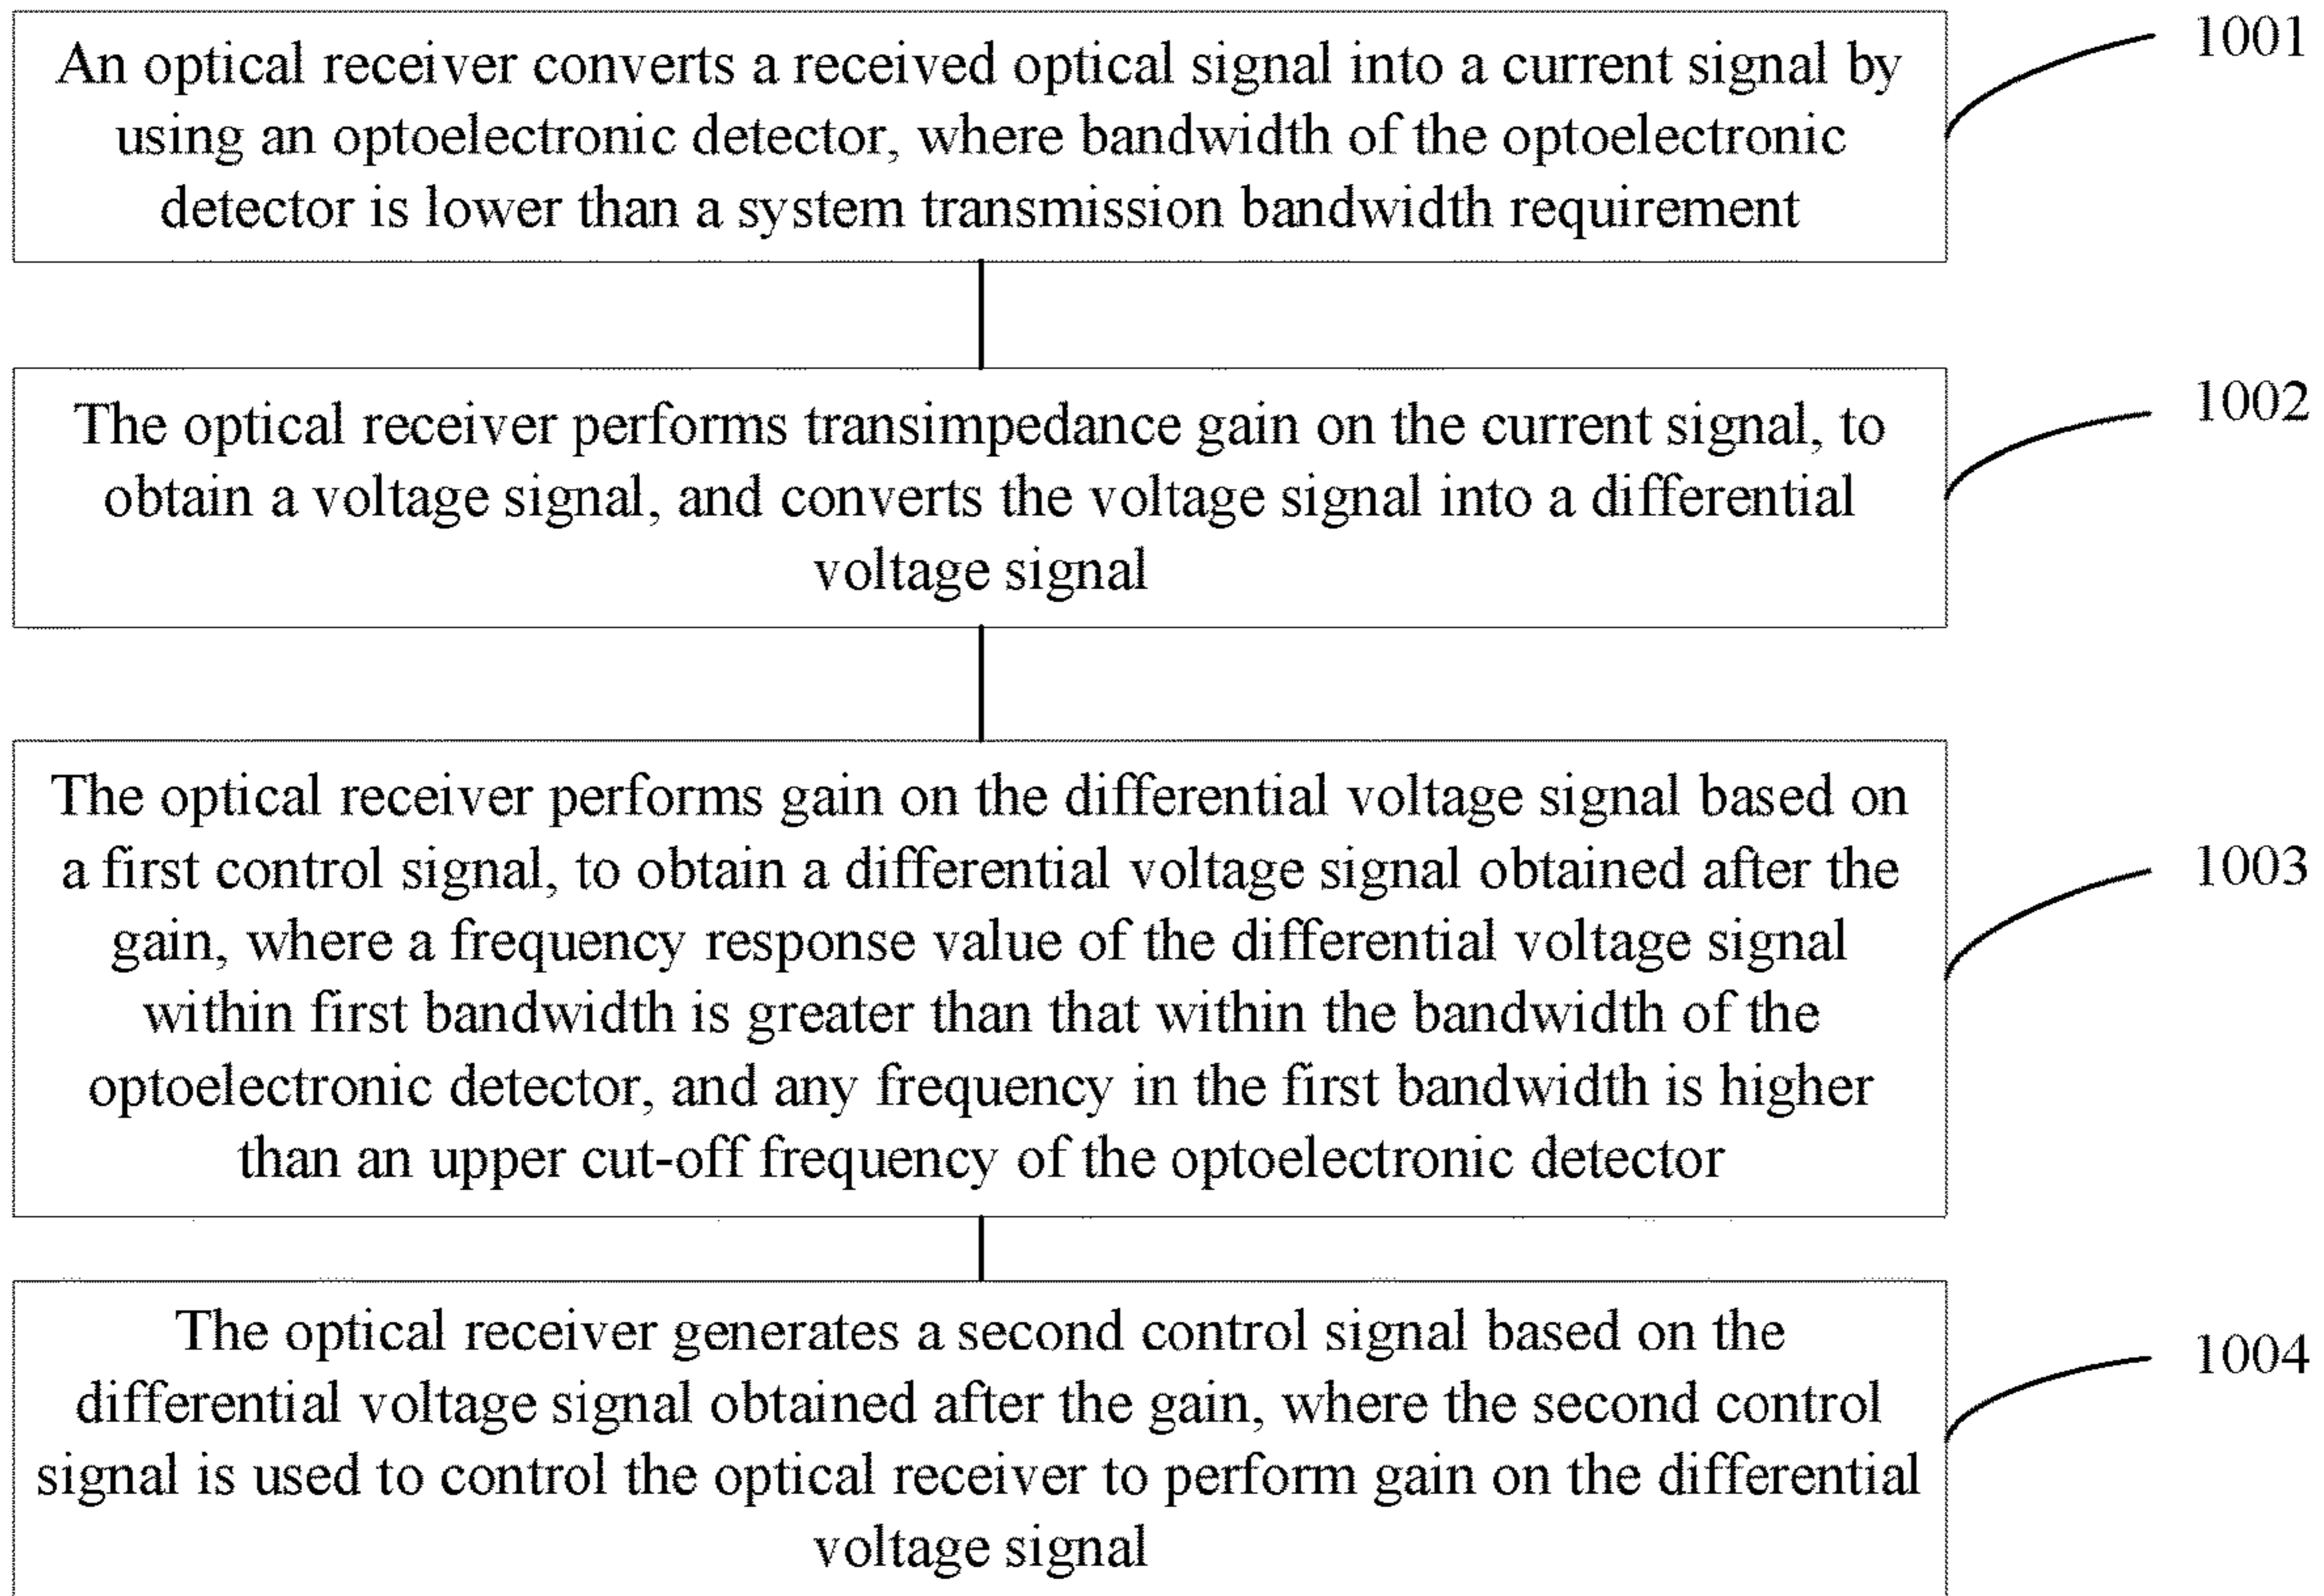 An optical receiver converts a received optical signal into a current signal by
using an optoelectronic detector, where bandwidth of the optoelectronic
detector is lower than a system transmission bandwidth requirement
1001
The optical receiver performs transimpedance gain on the current signal, to
obtain a voltage signal, and converts the voltage signal into a differential
voltage signal
1002
The optical receiver performs gain on the differential voltage signal based on
a first control signal, to obtain a differential voltage signal obtained after the
gain, where a frequency response value of the differential voltage signal
within first bandwidth is greater than that within the bandwidth of the
optoelectronic detector, and any frequency in the first bandwidth is higher
than an upper cut-off frequency of the optoelectronic detector
1003
The optical receiver generates a second control signal based on the
differential voltage signal obtained after the gain, where the second control
signal is used to control the optical receiver to perform gain on the differential
voltage signal
1004